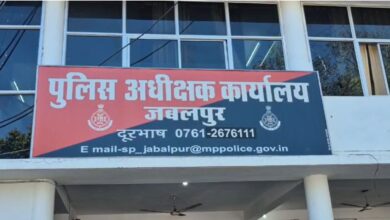 पुलिस अधीक्षक कार्यालय
जबलपुर
दूरभाष 0761-2676111
E mail-sp_jabalpur@mppolice.gov.in